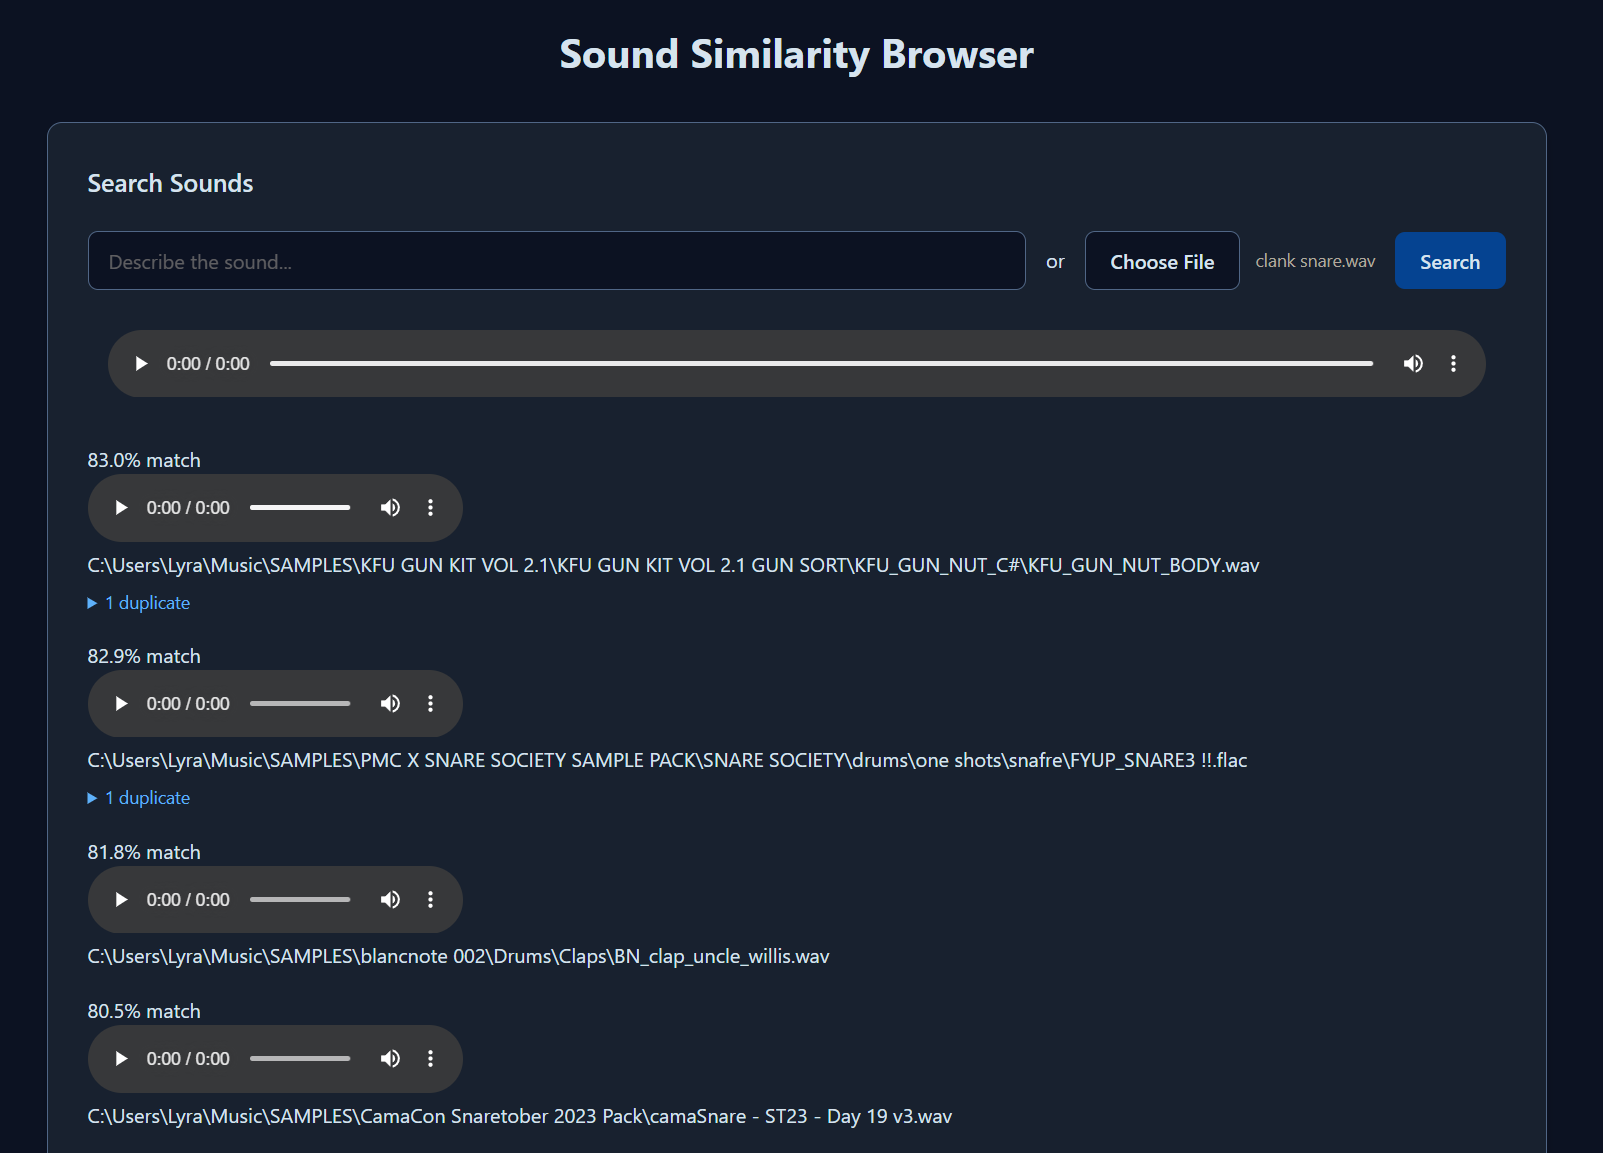 Sound Similarity Browser
Search Sounds
Describe the sound...
or
Choose File
clank snare.wav
Search
0:00 / 0:00
83.0% match
0:00 / 0:00
C:\Users\Lyra\Music\SAMPLES\KFU GUN KIT VOL 2.1\KFU GUN KIT VOL 2.1 GUN SORT\KFU_GUN_NUT_C#\KFU_GUN_NUT_BODY.wav
1 duplicate
82.9% match
0:00 / 0:00
C:\Users\Lyra\Music\SAMPLES\PMC X SNARE SOCIETY SAMPLE PACK\SNARE SOCIETY\drums\one shots\snafre\FYUP_SNARE3 !!.flac
1 duplicate
81.8% match
0:00 / 0:00
C:\Users\Lyra\Music\SAMPLES\blancnote 002\Drums\Claps\BN_clap_uncle_willis.wav
80.5% match
0:00 / 0:00
C:\Users\Lyra\Music\SAMPLES\CamaCon Snaretober 2023 Pack\camaSnare - ST23 - Day 19 v3.wav